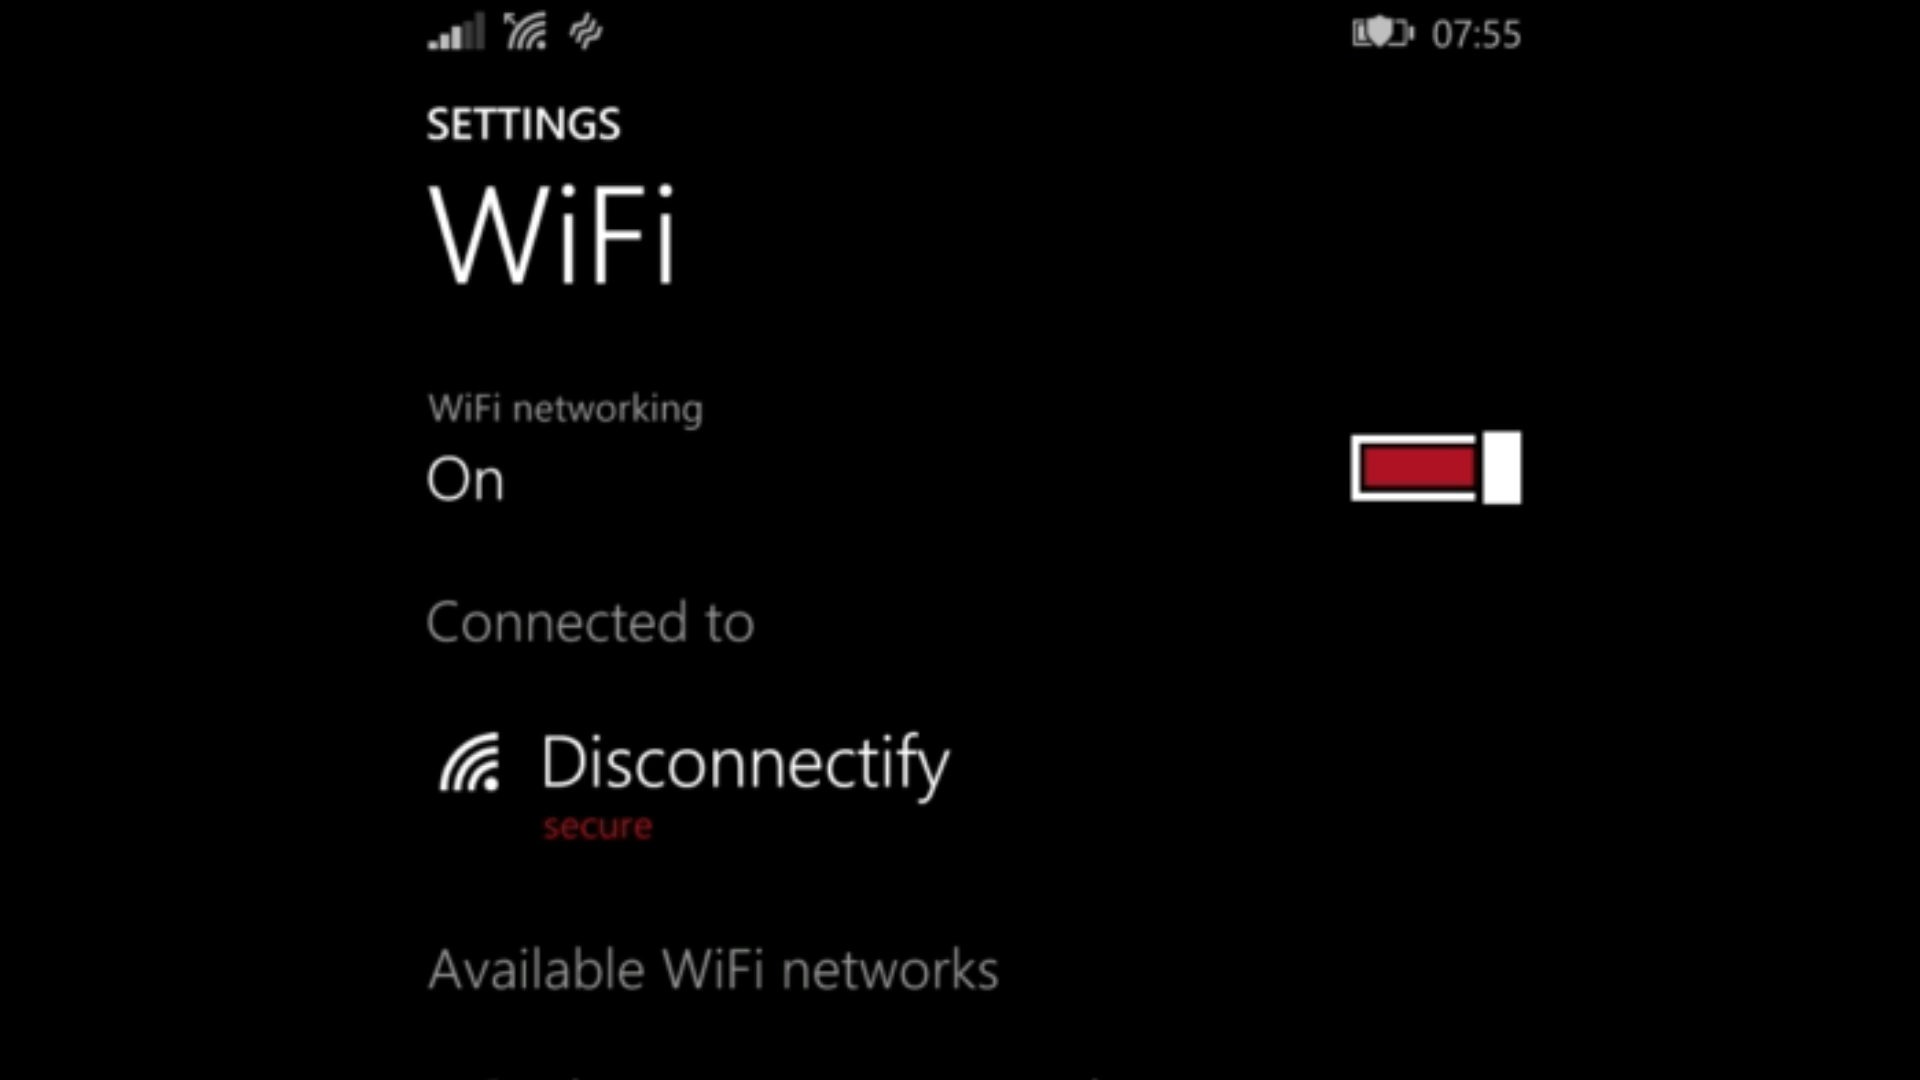 07:55
SETTINGS
WiFi
WiFi networking
On
Connected to
Disconnectify
secure
Available WiFi networks